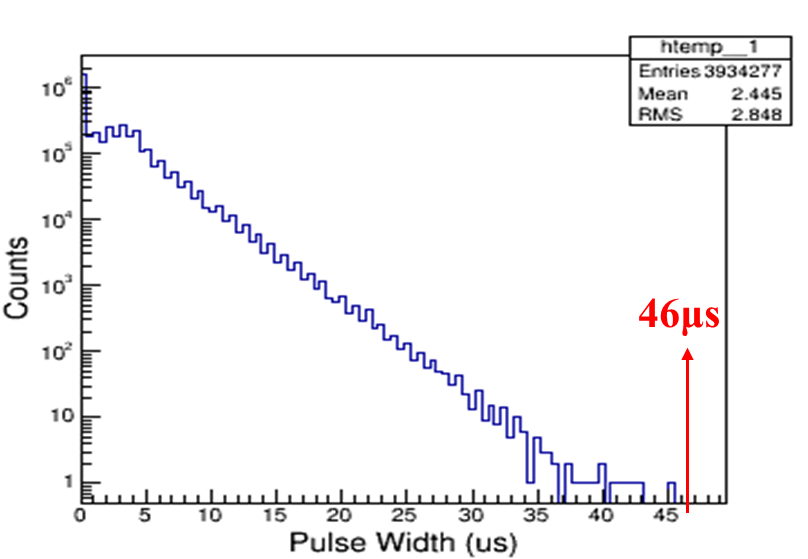 htemp__1
Entries 3934277
Mean 2.445
RMS 2.848
10⁶
10⁵
10⁴
10³
10²
10
1
Counts
46μs
0 5 10 15 20 25 30 35 40 45
Pulse Width (us)